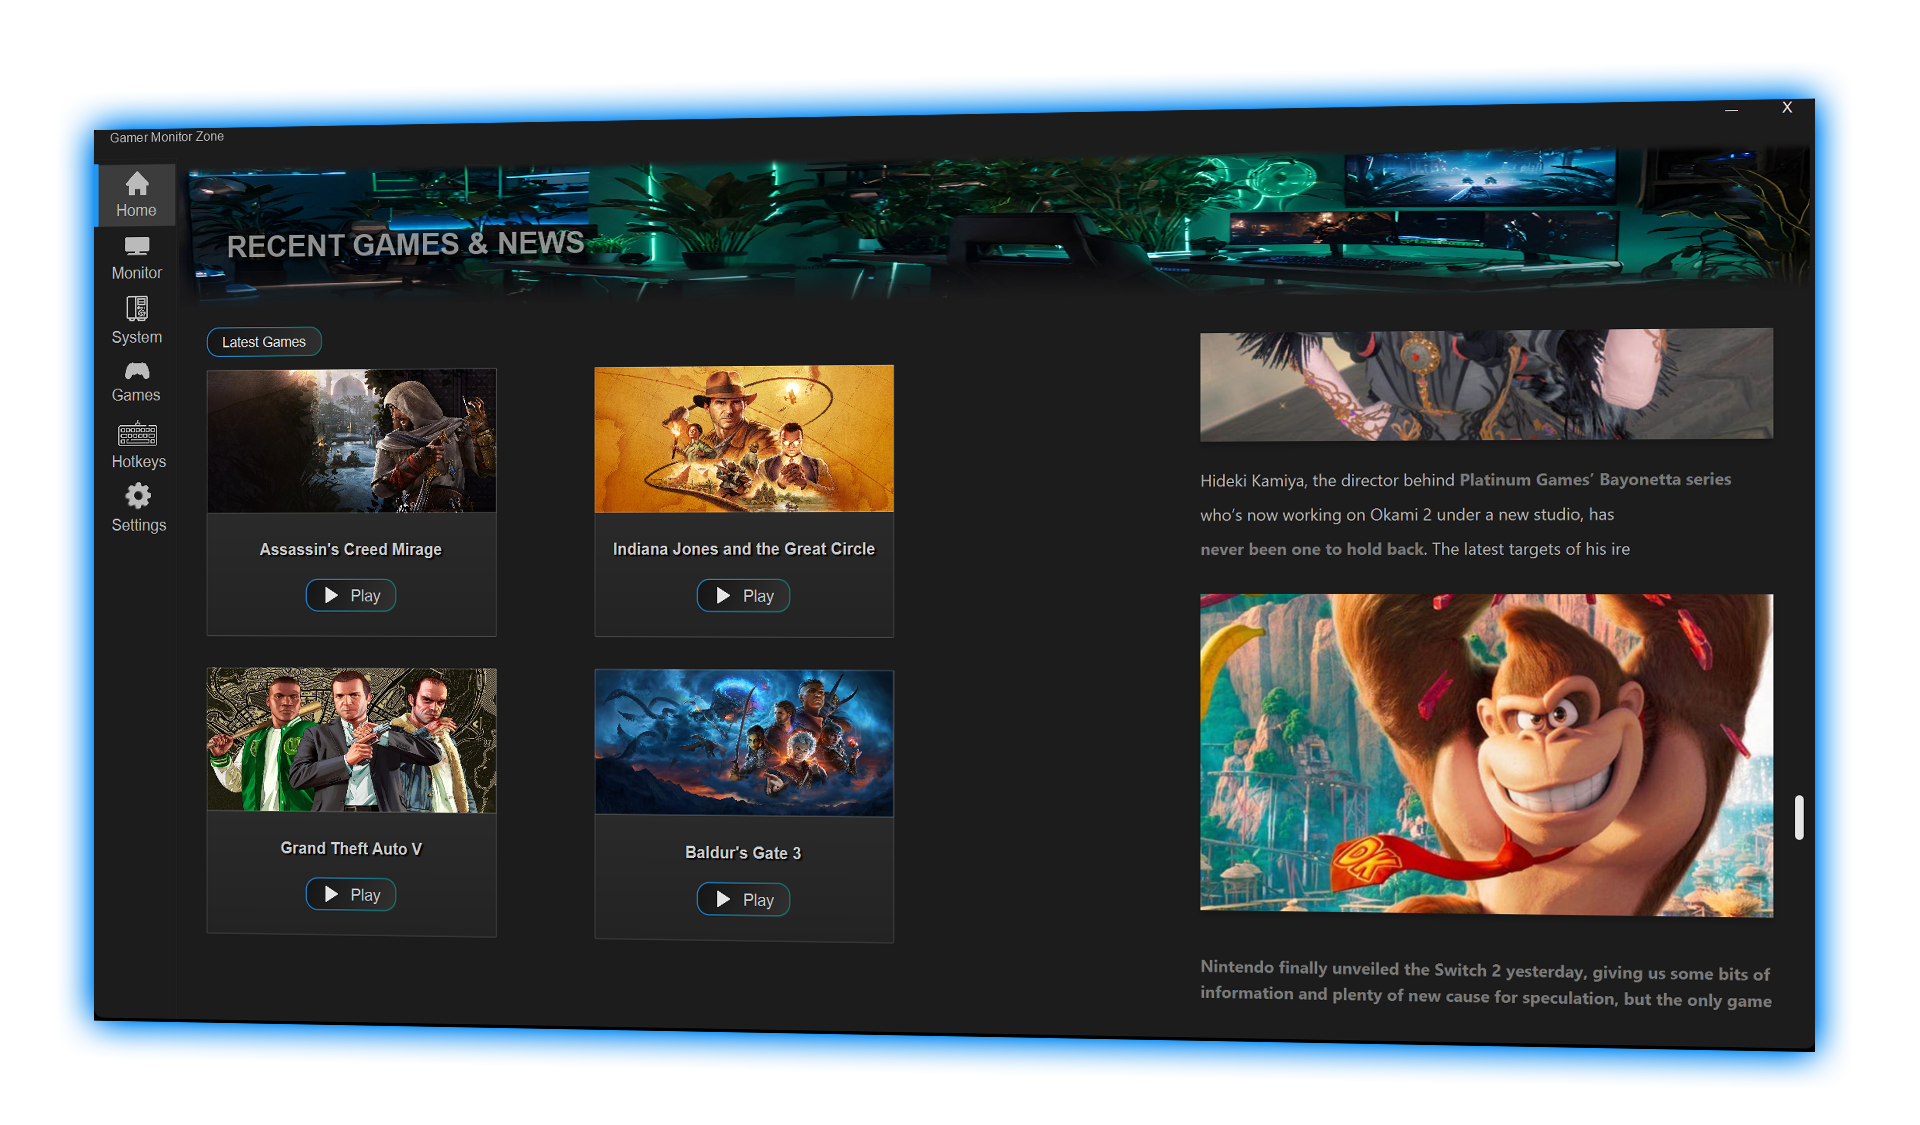 Gamer Monitor Zone
X
Home
Monitor
System
Games
Hotkeys
Settings
RECENT GAMES & NEWS
Latest Games
Assassin's Creed Mirage
Play
Indiana Jones and the Great Circle
Play
Grand Theft Auto V
Play
Baldur's Gate 3
Play
Hideki Kamiya, the director behind Platinum Games’ Bayonetta series
who’s now working on Okami 2 under a new studio, has
never been one to hold back. The latest targets of his ire
DK
Nintendo finally unveiled the Switch 2 yesterday, giving us some bits of
information and plenty of new cause for speculation, but the only game